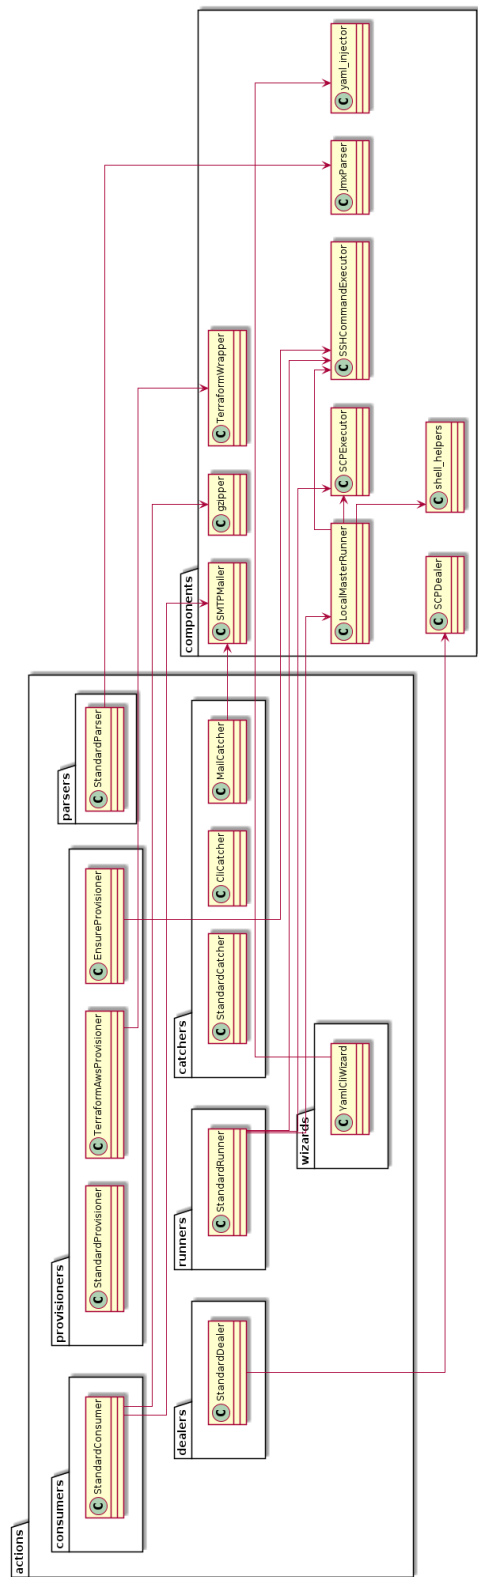 actions
consumers
C StandardConsumer
provisioners
C StandardProvisioner
C TerraformAwsProvisioner
C EnsureProvisioner
parsers
C StandardParser
dealers
C StandardDealer
runners
C StandardRunner
catchers
C StandardCatcher
C CliCatcher
C MailCatcher
wizards
C YamlCliWizard
components
C SMTPMailer
C gzipper
C TerraformWrapper
C LocalMasterRunner
C SCPExecutor
C SSHCommandExecutor
C JmxParser
C yaml_injector
C SCPDealer
C shell_helpers